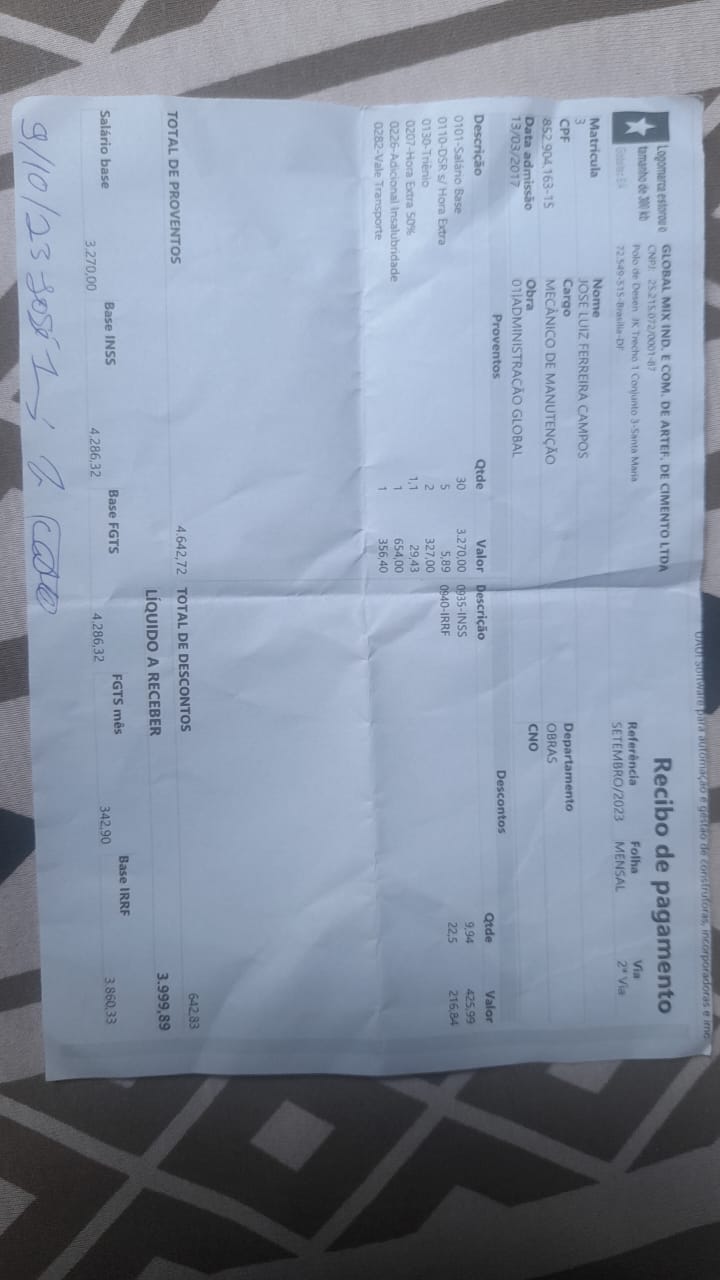 UAU! Software para automação e gestão de construtoras, incorporadoras e imo
Logomarca estorou o
tamanho de 300 kb
GLOBAL MIX IND. E COM. DE ARTEF. DE CIMENTO LTDA
CNPJ: 25.215.072/0001-87
Polo de Desen. JK Trecho 1 Conjunto 3-Santa Maria
72.549-515-Brasília-DF
Recibo de pagamento
Referência Folha Via
SETEMBRO/2023 MENSAL 2ª Via
Matrícula Nome
3 JOSE LUIZ FERREIRA CAMPOS
CPF Cargo Departamento
852.904.163-15 MECÂNICO DE MANUTENÇÃO OBRAS
Data admissão Obra CNO
13/03/2017 01|ADMINISTRAÇÃO GLOBAL
Proventos Descontos
Descrição Qtde Valor Descrição Qtde Valor
0101-Salário Base 30 3.270,00 0935-INSS 9,94 425,99
0110-DSR s/ Hora Extra 5 5,89 0940-IRRF 22,5 216,84
0130-Triênio 2 327,00
0207-Hora Extra 50% 1,1 29,43
0226-Adicional Insalubridade 1 654,00
0282-Vale Transporte 1 356,40
TOTAL DE PROVENTOS 4.642,72 TOTAL DE DESCONTOS 642,83
LÍQUIDO A RECEBER 3.999,89
Salário base Base INSS Base FGTS FGTS mês Base IRRF
3.270,00 4.286,32 4.286,32 342,90 3.860,33
9/10/23 José